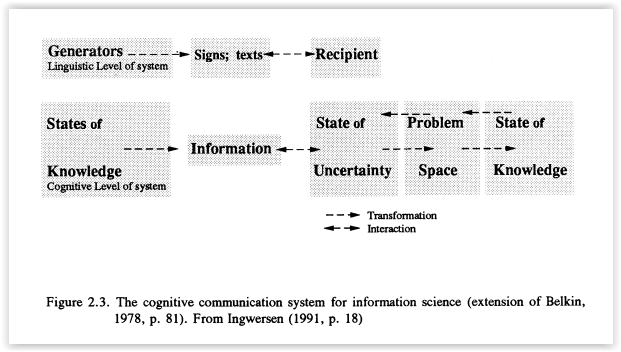 Generators
Linguistic Level of system
Signs; texts
Recipient
States of
Knowledge
Cognitive Level of system
Information
State of
Uncertainty
Problem
Space
State of
Knowledge
Transformation
Interaction
Figure 2.3. The cognitive communication system for information science (extension of Belkin,
1978, p. 81). From Ingwersen (1991, p. 18)